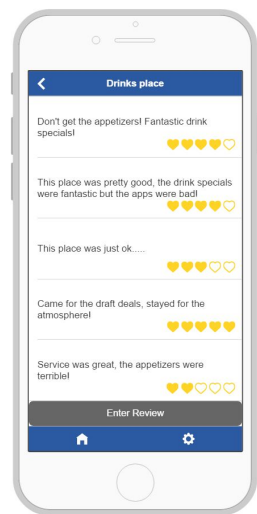 Drinks place
Don't get the appetizers! Fantastic drink
specials!
This place was pretty good, the drink specials
were fantastic but the apps were bad!
This place was just ok.....
Came for the draft deals, stayed for the
atmosphere!
Service was great, the appetizers were
terrible!
Enter Review